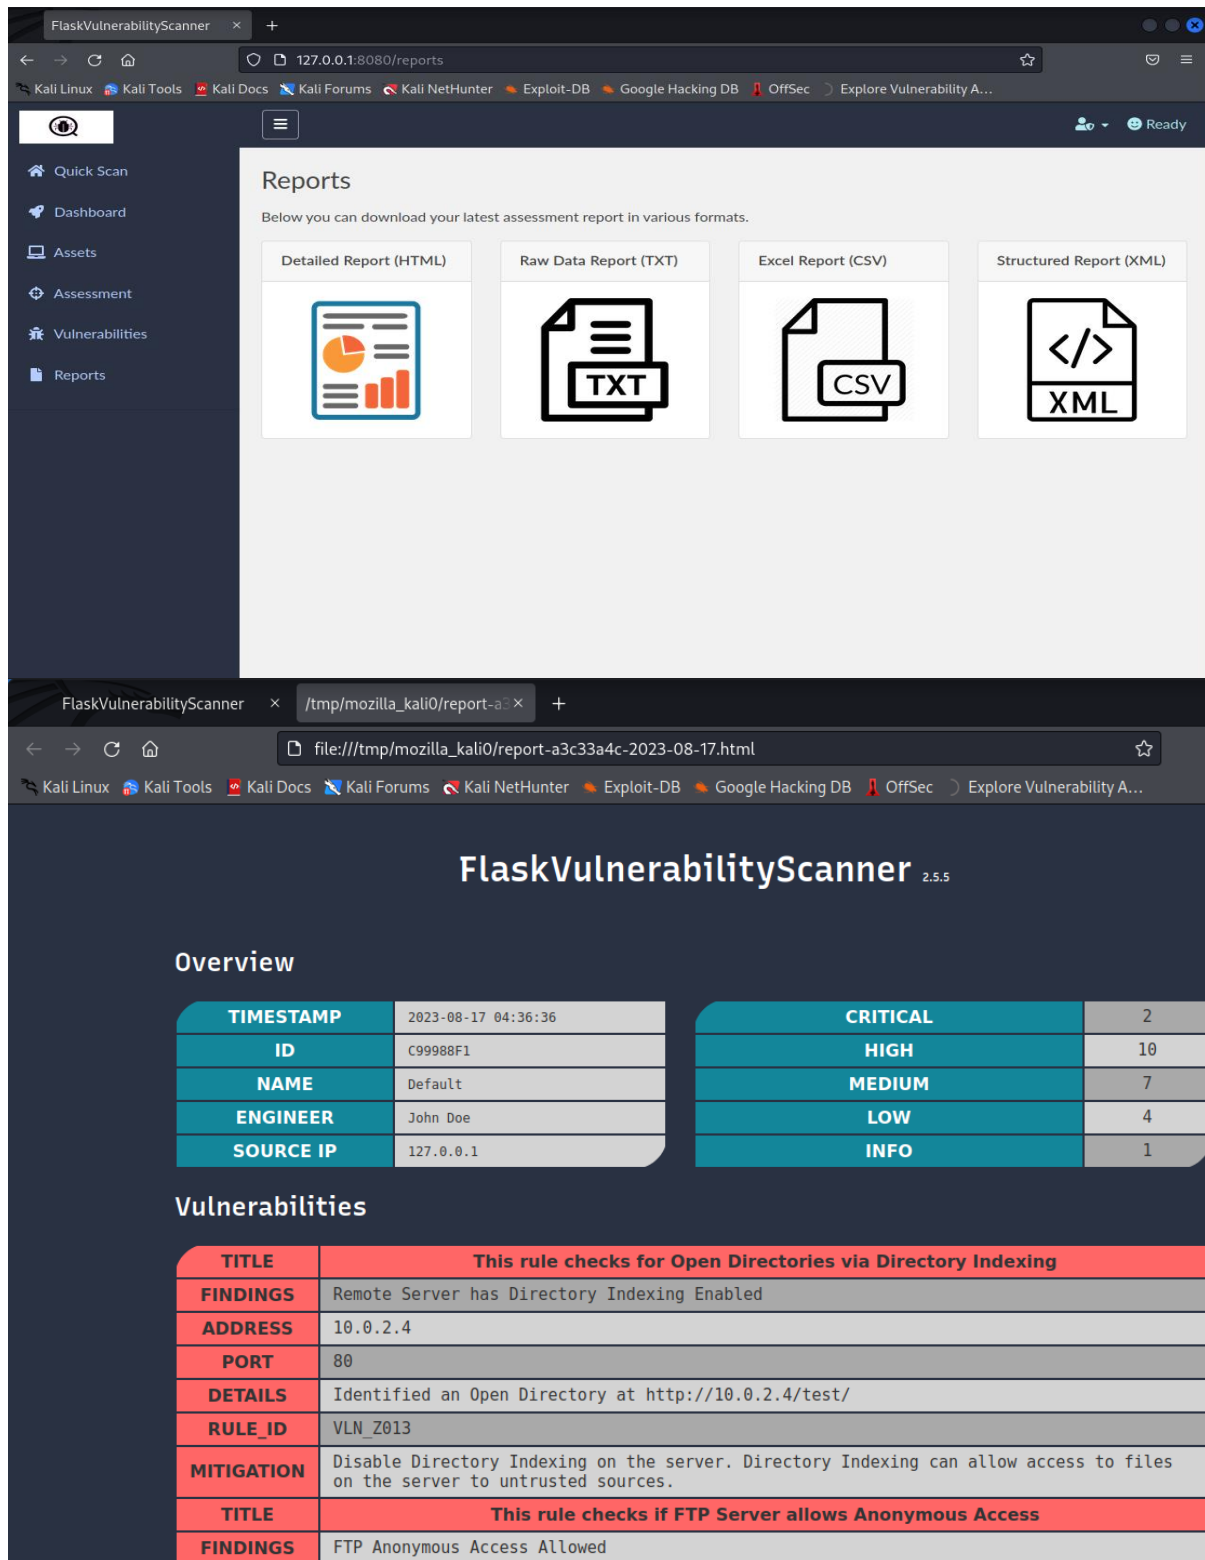 FlaskVulnerabilityScanner × +
127.0.0.1:8080/reports
Kali Linux Kali Tools Kali Docs Kali Forums Kali NetHunter Exploit-DB Google Hacking DB OffSec Explore Vulnerability A...
Ready
Quick Scan
Dashboard
Assets
Assessment
Vulnerabilities
Reports
Reports
Below you can download your latest assessment report in various formats.
Detailed Report (HTML) Raw Data Report (TXT) Excel Report (CSV) Structured Report (XML)
TXT CSV </> XML
FlaskVulnerabilityScanner × /tmp/mozilla_kali0/report-a3 × +
file:///tmp/mozilla_kali0/report-a3c33a4c-2023-08-17.html
Kali Linux Kali Tools Kali Docs Kali Forums Kali NetHunter Exploit-DB Google Hacking DB OffSec Explore Vulnerability A...
FlaskVulnerabilityScanner 2.5.5
Overview
TIMESTAMP 2023-08-17 04:36:36
ID C99988F1
NAME Default
ENGINEER John Doe
SOURCE IP 127.0.0.1
CRITICAL 2
HIGH 10
MEDIUM 7
LOW 4
INFO 1
Vulnerabilities
TITLE This rule checks for Open Directories via Directory Indexing
FINDINGS Remote Server has Directory Indexing Enabled
ADDRESS 10.0.2.4
PORT 80
DETAILS Identified an Open Directory at http://10.0.2.4/test/
RULE_ID VLN_Z013
MITIGATION Disable Directory Indexing on the server. Directory Indexing can allow access to files
on the server to untrusted sources.
TITLE This rule checks if FTP Server allows Anonymous Access
FINDINGS FTP Anonymous Access Allowed